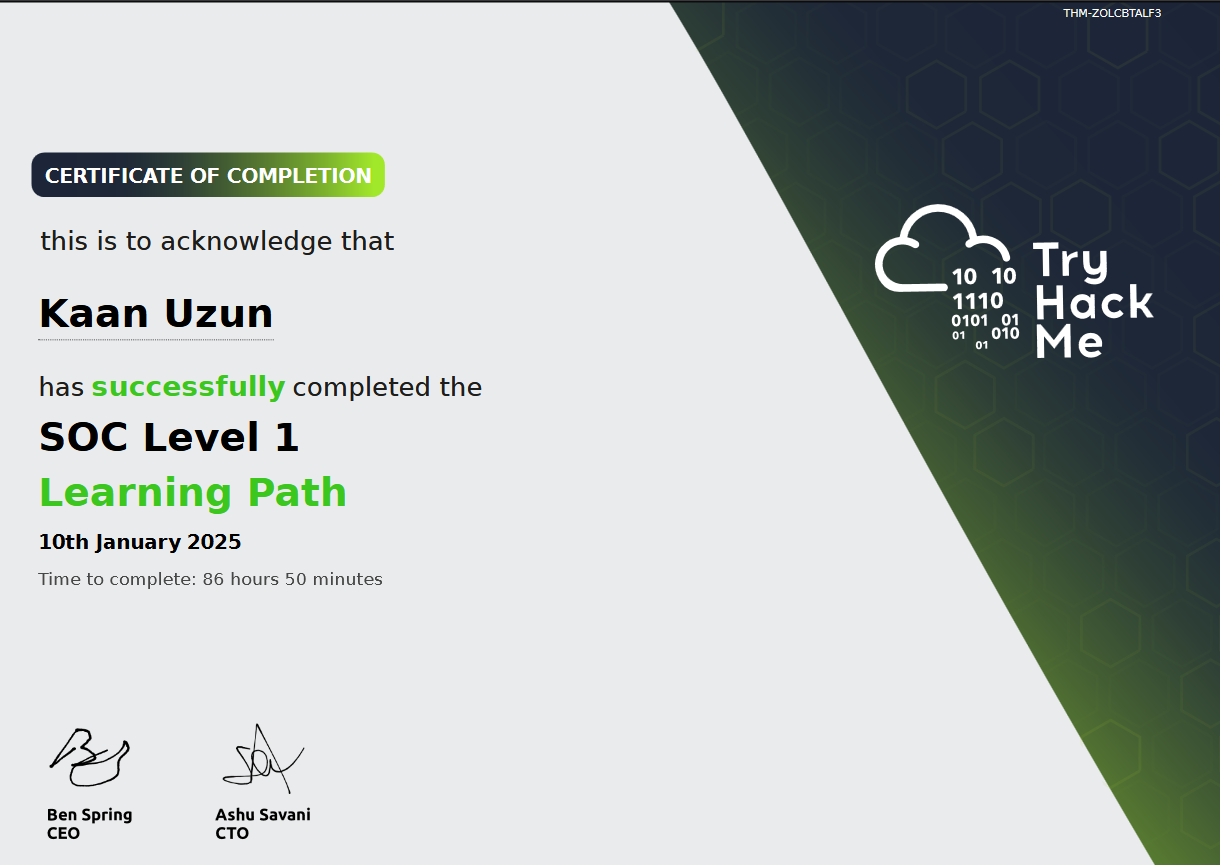 THM-ZOLCBTALF3
CERTIFICATE OF COMPLETION
this is to acknowledge that
Kaan Uzun
has successfully completed the
SOC Level 1
Learning Path
10th January 2025
Time to complete: 86 hours 50 minutes
10 10
1110
0101 01
01 010
01
Try
Hack
Me
Ben Spring
CEO
Ashu Savani
CTO